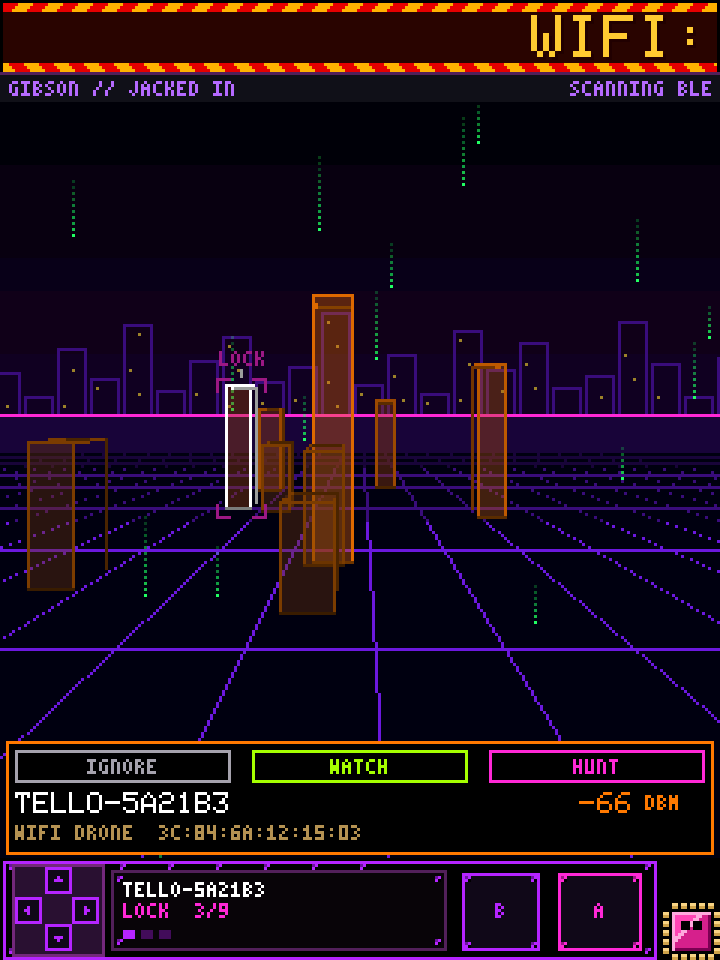 WIFI:
GIBSON // JACKED IN
SCANNING BLE
LOCK
IGNORE
WATCH
HUNT
TELLO-5A21B3
-66 DBM
WIFI DRONE 3C:84:6A:12:15:03
TELLO-5A21B3
LOCK 3/9
B
A